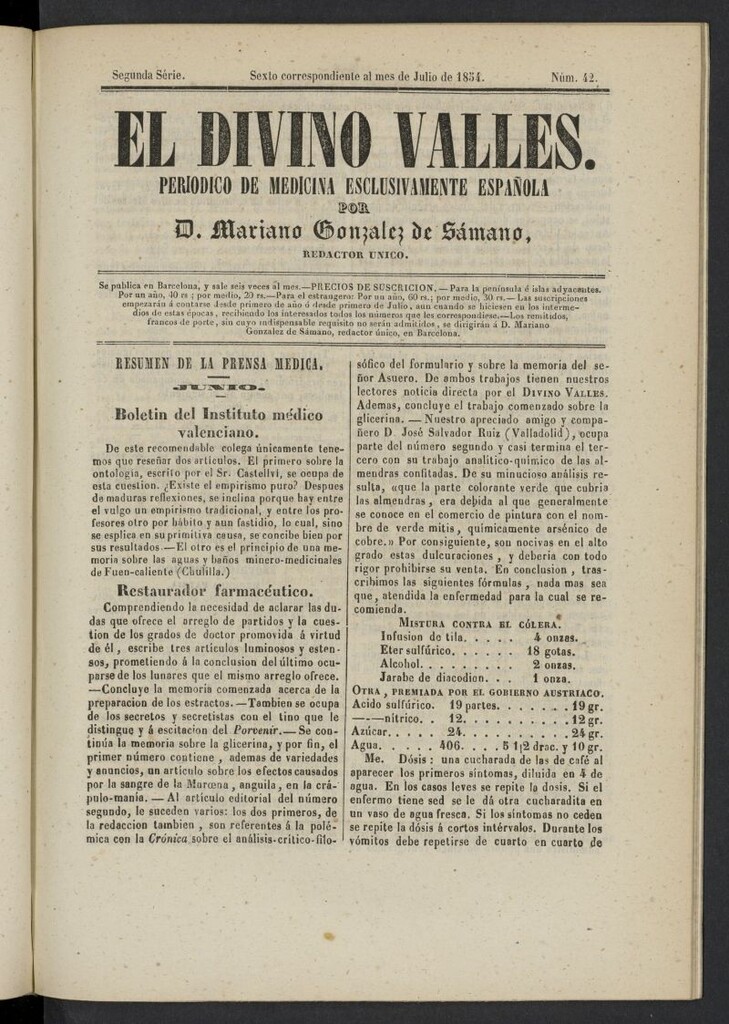 Segunda Série. Sexto correspondiente al mes de Julio de 1854. Núm. 42.
EL DIVINO VALLES.
PERIODICO DE MEDICINA ESCLUSIVAMENTE ESPAÑOLA
POR
D. Mariano Gonzalez de Sámano,
REDACTOR UNICO.
Se publica en Barcelona, y sale seis veces al mes.—PRECIOS DE SUSCRICION.—Para la península é islas adyacentes.
Por un año, 40 rs ; por medio, 20 rs.—Para el estrangero: Por un año, 60 rs.; por medio, 30 rs.— Las suscripciones
empezarán á contarse desde primero de año ó desde primero de Julio, aun cuando se hiciesen en los interme-
dios de estas épocas, recibiendo los interesados todos los números que les correspondiese.—Los remitidos,
francos de porte, sin cuyo indispensable requisito no serán admitidos, se dirigirán á D. Mariano
Gonzalez de Sámano, redactor único, en Barcelona.
RESUMEN DE LA PRENSA MEDICA.
JUNIO.
Boletin del Instituto médico
valenciano.
De este recomendable colega únicamente tene-
mos que reseñar dos artículos. El primero sobre la
ontología, escrito por el Sr. Castellvi, se ocupa de
esta cuestion. ¿Existe el empirismo puro? Despues
de maduras reflexiones, se inclina porque hay entre
el vulgo un empirismo tradicional, y entre los pro-
fesores otro por hábito y aun fastidio, lo cual, sino
se esplica en su primitiva causa, se concibe bien por
sus resultados —El otro es el principio de una me-
moria sobre las aguas y baños minero-medicinales
de Fuen-caliente (Chulilla.)
Restaurador farmacéutico.
Comprendiendo la necesidad de aclarar las du-
das que ofrece el arreglo de partidos y la cues-
tion de los grados de doctor promovida á virtud
de él , escribe tres artículos luminosos y esten-
sos, prometiendo á la conclusion del último ocu-
parse de los lunares que el mismo arreglo ofrece.
—Concluye la memoria comenzada acerca de la
preparacion de los estractos.—Tambien se ocupa
de los secretos y secretistas con el tino que le
distingue y á escitacion del Porvenir.—Se con-
tinúa la memoria sobre la glicerina, y por fin, el
primer número contiene , ademas de variedades
y anuncios, un artículo sobre los efectos causados
por la sangre de la Murena , anguila, en la crá-
pulo-manía. — Al artículo editorial del número
segundo, le suceden varios: los dos primeros, de
la redaccion tambien , son referentes á la polé-
mica con la Crónica sobre el análisis-crítico-filo-
sófico del formulario y sobre la memoria del se-
ñor Asuero. De ambos trabajos tienen nuestros
lectores noticia directa por el DIVINO VALLES.
Ademas, concluye el trabajo comenzado sobre la
glicerina. — Nuestro apreciado amigo y compa-
ñero D. José Salvador Ruiz (Valladolid), ocupa
parte del número segundo y casi termina el ter-
cero con su trabajo analítico-químico de las al-
mendras confitadas. De su minucioso análisis re-
sulta, «que la parte colorante verde que cubria
las almendras , era debida al que generalmente
se conoce en el comercio de pintura con el nom-
bre de verde mitis , químicamente arsénico de
cobre.» Por consiguiente, son nocivas en el alto
grado estas dulcuraciones , y deberia con todo
rigor prohibirse su venta. En conclusion , tras-
cribimos las siguientes fórmulas , nada mas sea
que, atendida la enfermedad para la cual se re-
comienda.
MISTURA CONTRA EL CÓLERA.
Infusion de tila. . . . . 4 onzas.
Eter sulfúrico. . . . . . 18 gotas.
Alcohol. . . . . . . . 2 onzas.
Jarabe de diacodion. . . 1 onza.
OTRA , PREMIADA POR EL GOBIERNO AUSTRIACO.
Acido sulfúrico. 19 partes. . . . . . . . 19 gr.
———nítrico. . 12. . . . . . . . . . 12 gr.
Azúcar. . . . . 24. . . . . . . . . . 24 gr.
Agua. . . . . 406. . . . 5 1|2 drac. y 10 gr.
Me. Dósis : una cucharada de las de café al
aparecer los primeros síntomas, diluida en 4 de
agua. En los casos leves se repite la dosis. Si el
enfermo tiene sed se le dá otra cucharadita en
un vaso de agua fresca. Si los síntomas no ceden
se repite la dósis á cortos intérvalos. Durante los
vómitos debe repetirse de cuarto en cuarto de